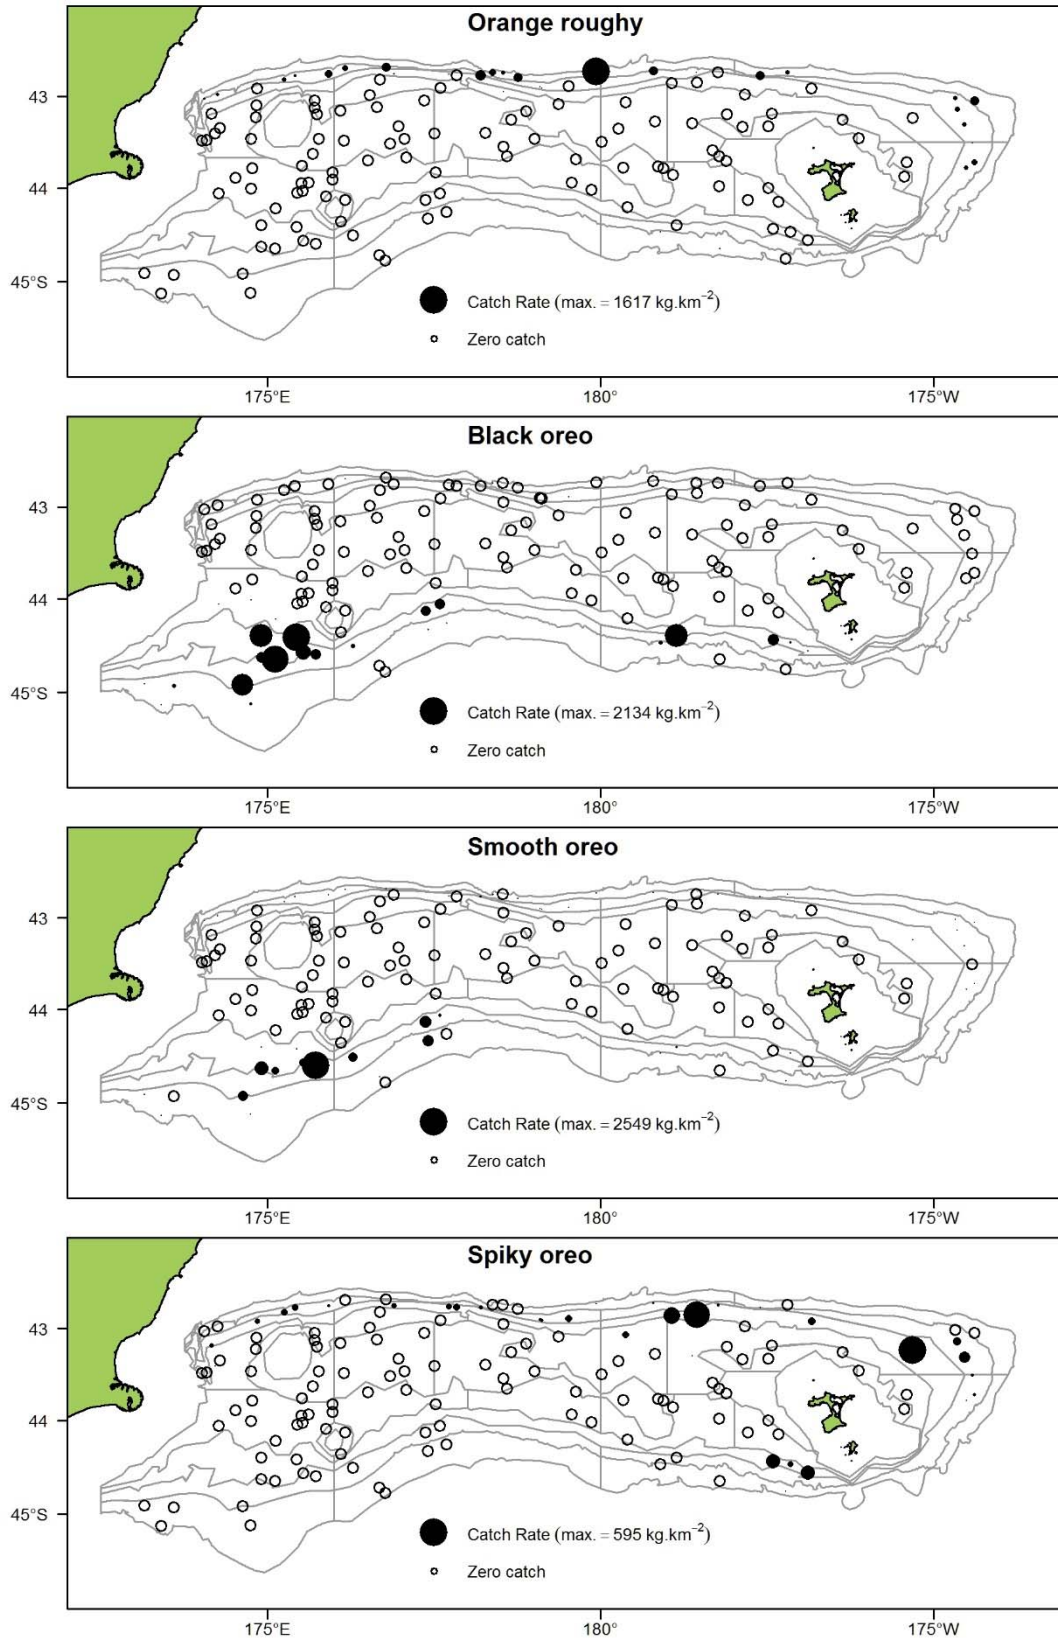 Orange roughy
43
44
45°S
Catch Rate (max. = 1617 kg.km⁻²)
Zero catch
175°E 180° 175°W
Black oreo
43
44
45°S
Catch Rate (max. = 2134 kg.km⁻²)
Zero catch
175°E 180° 175°W
Smooth oreo
43
44
45°S
Catch Rate (max. = 2549 kg.km⁻²)
Zero catch
175°E 180° 175°W
Spiky oreo
43
44
45°S
Catch Rate (max. = 595 kg.km⁻²)
Zero catch
175°E 180° 175°W